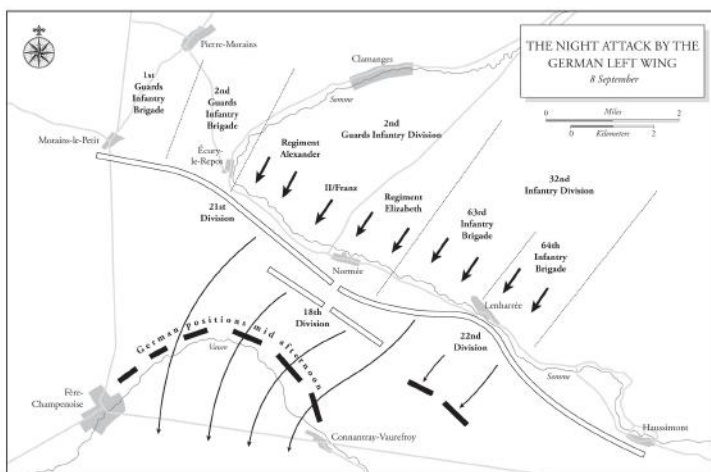 THE NIGHT ATTACK BY THE
GERMAN LEFT WING
8 September
0 Miles 2
0 Kilometers 2
Pierre-Morains
Clamanges
Somme
1st
Guards
Infantry
Brigade
2nd
Guards
Infantry
Brigade
2nd
Guards Infantry Division
Morains-le-Petit
Écury-
le-Repos
Regiment
Alexander
II/Franz
Regiment
Elizabeth
32nd
Infantry Division
63rd
Infantry
Brigade
64th
Infantry
Brigade
21st
Division
Normée
Lenharrée
18th
Division
22nd
Division
German positions mid afternoon
Vaure
Somme
Fère-
Champenoise
Connantray-Vaurefroy
Haussimont